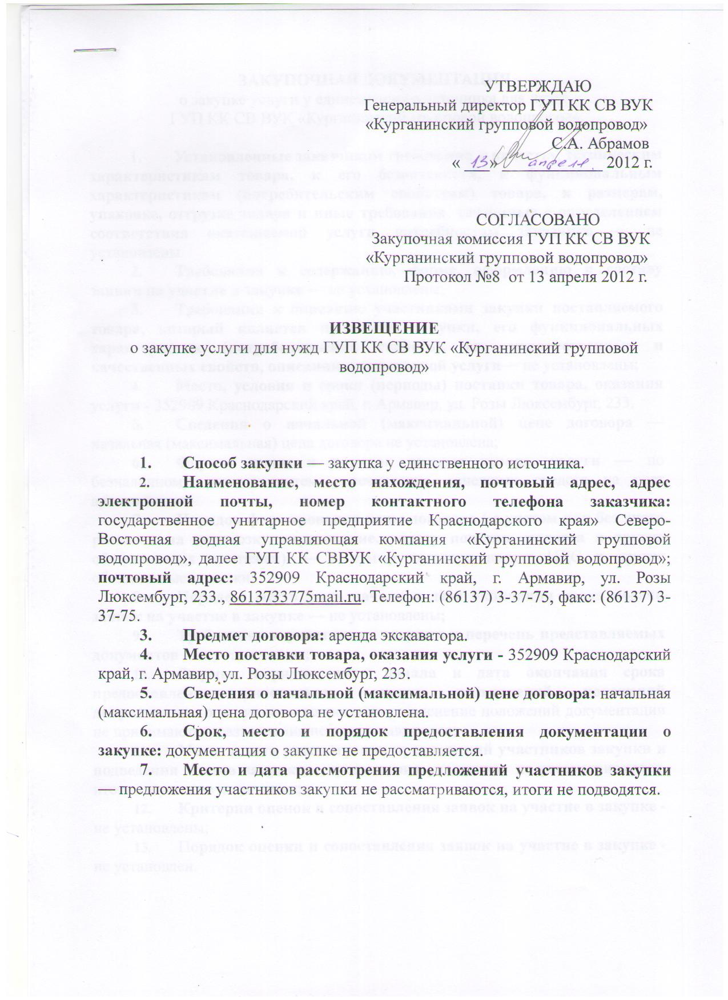 УТВЕРЖДАЮ
Генеральный директор ГУП КК СВ ВУК
«Курганинский групповой водопровод»
С.А. Абрамов
« 13 » апреля 2012 г.
СОГЛАСОВАНО
Закупочная комиссия ГУП КК СВ ВУК
«Курганинский групповой водопровод»
Протокол №8 от 13 апреля 2012 г.
ИЗВЕЩЕНИЕ
о закупке услуги для нужд ГУП КК СВ ВУК «Курганинский групповой
водопровод»
1. Способ закупки — закупка у единственного источника.
2. Наименование, место нахождения, почтовый адрес, адрес
электронной почты, номер контактного телефона заказчика:
государственное унитарное предприятие Краснодарского края» Северо-
Восточная водная управляющая компания «Курганинский групповой
водопровод», далее ГУП КК СВВУК «Курганинский групповой водопровод»;
почтовый адрес: 352909 Краснодарский край, г. Армавир, ул. Розы
Люксембург, 233., 8613733775mail.ru. Телефон: (86137) 3-37-75, факс: (86137) 3-
37-75.
3. Предмет договора: аренда экскаватора.
4. Место поставки товара, оказания услуги - 352909 Краснодарский
край, г. Армавир, ул. Розы Люксембург, 233.
5. Сведения о начальной (максимальной) цене договора: начальная
(максимальная) цена договора не установлена.
6. Срок, место и порядок предоставления документации о
закупке: документация о закупке не предоставляется.
7. Место и дата рассмотрения предложений участников закупки
— предложения участников закупки не рассматриваются, итоги не подводятся.